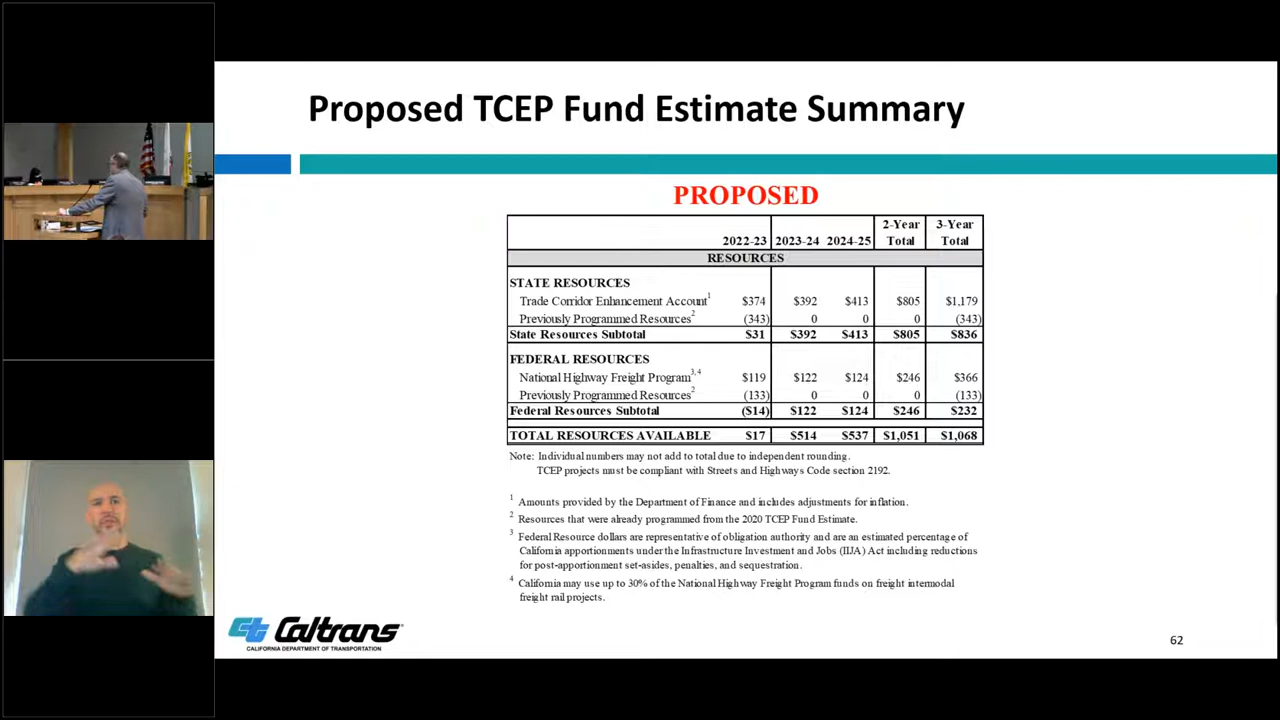 Proposed TCEP Fund Estimate Summary
PROPOSED
2-Year 3-Year
2022-23 2023-24 2024-25 Total Total
RESOURCES
STATE RESOURCES
Trade Corridor Enhancement Account1 $374 $392 $413 $805 $1,179
Previously Programmed Resources2 (343) 0 0 0 (343)
State Resources Subtotal $31 $392 $413 $805 $836
FEDERAL RESOURCES
National Highway Freight Program3,4 $119 $122 $124 $246 $366
Previously Programmed Resources2 (133) 0 0 0 (133)
Federal Resources Subtotal ($14) $122 $124 $246 $232
TOTAL RESOURCES AVAILABLE $17 $514 $537 $1,051 $1,068
Note: Individual numbers may not add to total due to independent rounding.
TCEP projects must be compliant with Streets and Highways Code section 2192.
1 Amounts provided by the Department of Finance and includes adjustments for inflation.
2 Resources that were already programmed from the 2020 TCEP Fund Estimate.
3 Federal Resource dollars are representative of obligation authority and are an estimated percentage of
California apportionments under the Infrastructure Investment and Jobs (IIJA) Act including reductions
for post-apportionment set-asides, penalties, and sequestration.
4 California may use up to 30% of the National Highway Freight Program funds on freight intermodal
freight rail projects.
ct Caltrans®
CALIFORNIA DEPARTMENT OF TRANSPORTATION
62